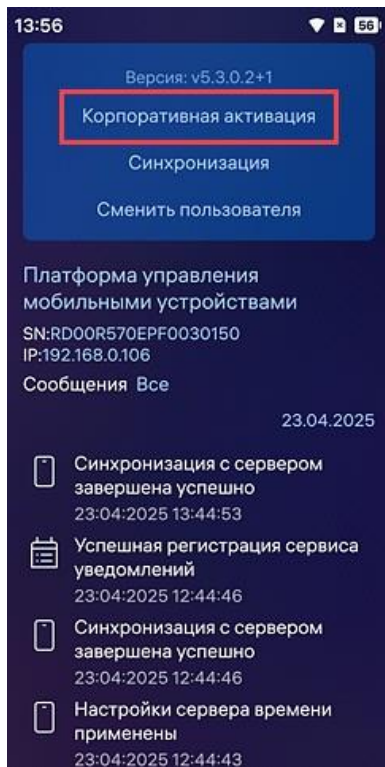 13:56
56
Версия: v5.3.0.2+1
Корпоративная активация
Синхронизация
Сменить пользователя
Платформа управления
мобильными устройствами
SN:RD00R570EPF0030150
IP:192.168.0.106
Сообщения Все
23.04.2025
Синхронизация с сервером
завершена успешно
23:04:2025 13:44:53
Успешная регистрация сервиса
уведомлений
23:04:2025 12:44:46
Синхронизация с сервером
завершена успешно
23:04:2025 12:44:46
Настройки сервера времени
применены
23:04:2025 12:44:43